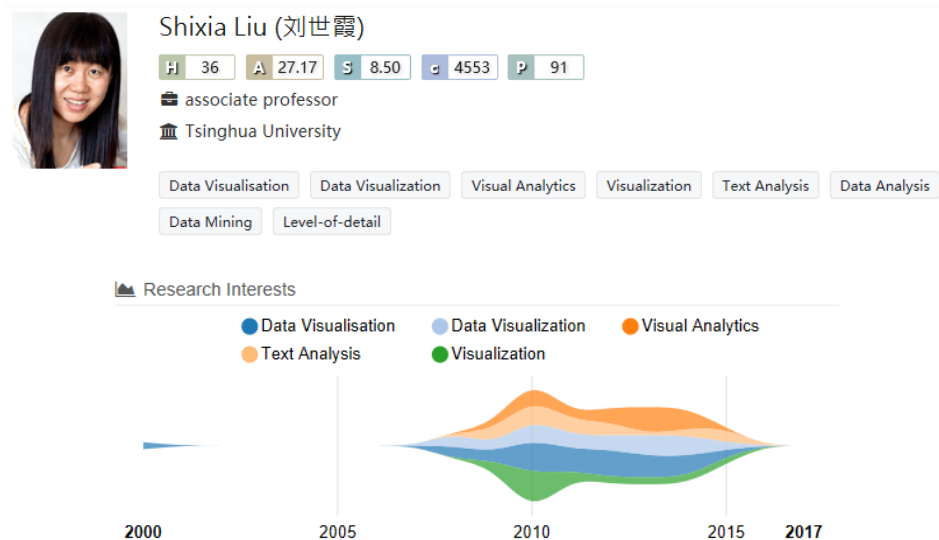 Shixia Liu (刘世霞)
H 36 A 27.17 S 8.50 c 4553 P 91
associate professor
Tsinghua University
Data Visualisation Data Visualization Visual Analytics Visualization Text Analysis Data Analysis
Data Mining Level-of-detail
Research Interests
Data Visualisation Data Visualization Visual Analytics
Text Analysis Visualization
2000 2005 2010 2015 2017